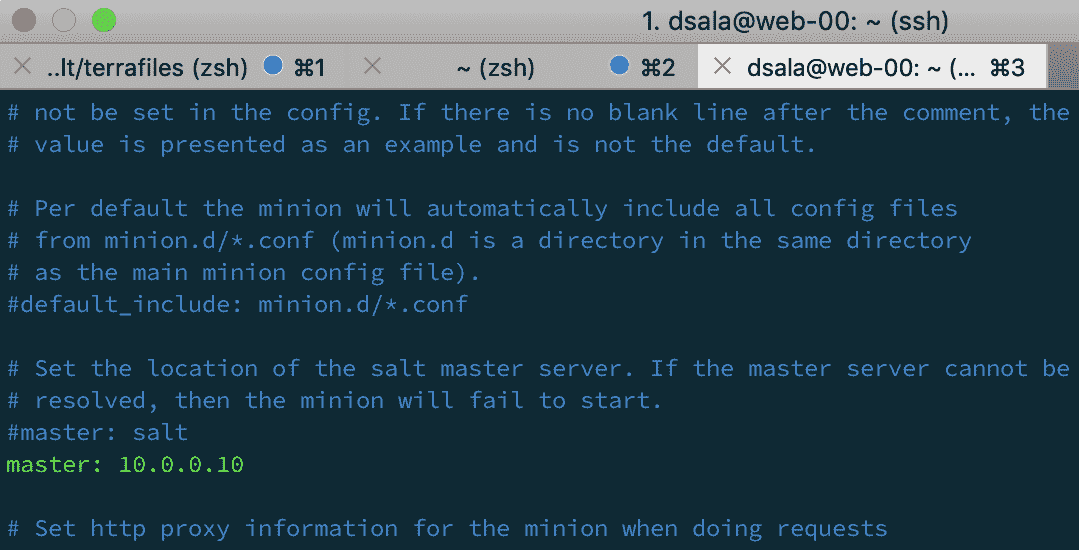 1. dsala@web-00: ~ (ssh)
..lt/terrafiles (zsh) ⌘1 ~ (zsh) ⌘2 dsala@web-00: ~ (... ⌘3
# not be set in the config. If there is no blank line after the comment, the
# value is presented as an example and is not the default.
# Per default the minion will automatically include all config files
# from minion.d/*.conf (minion.d is a directory in the same directory
# as the main minion config file).
#default_include: minion.d/*.conf
# Set the location of the salt master server. If the master server cannot be
# resolved, then the minion will fail to start.
#master: salt
master: 10.0.0.10
# Set http proxy information for the minion when doing requests